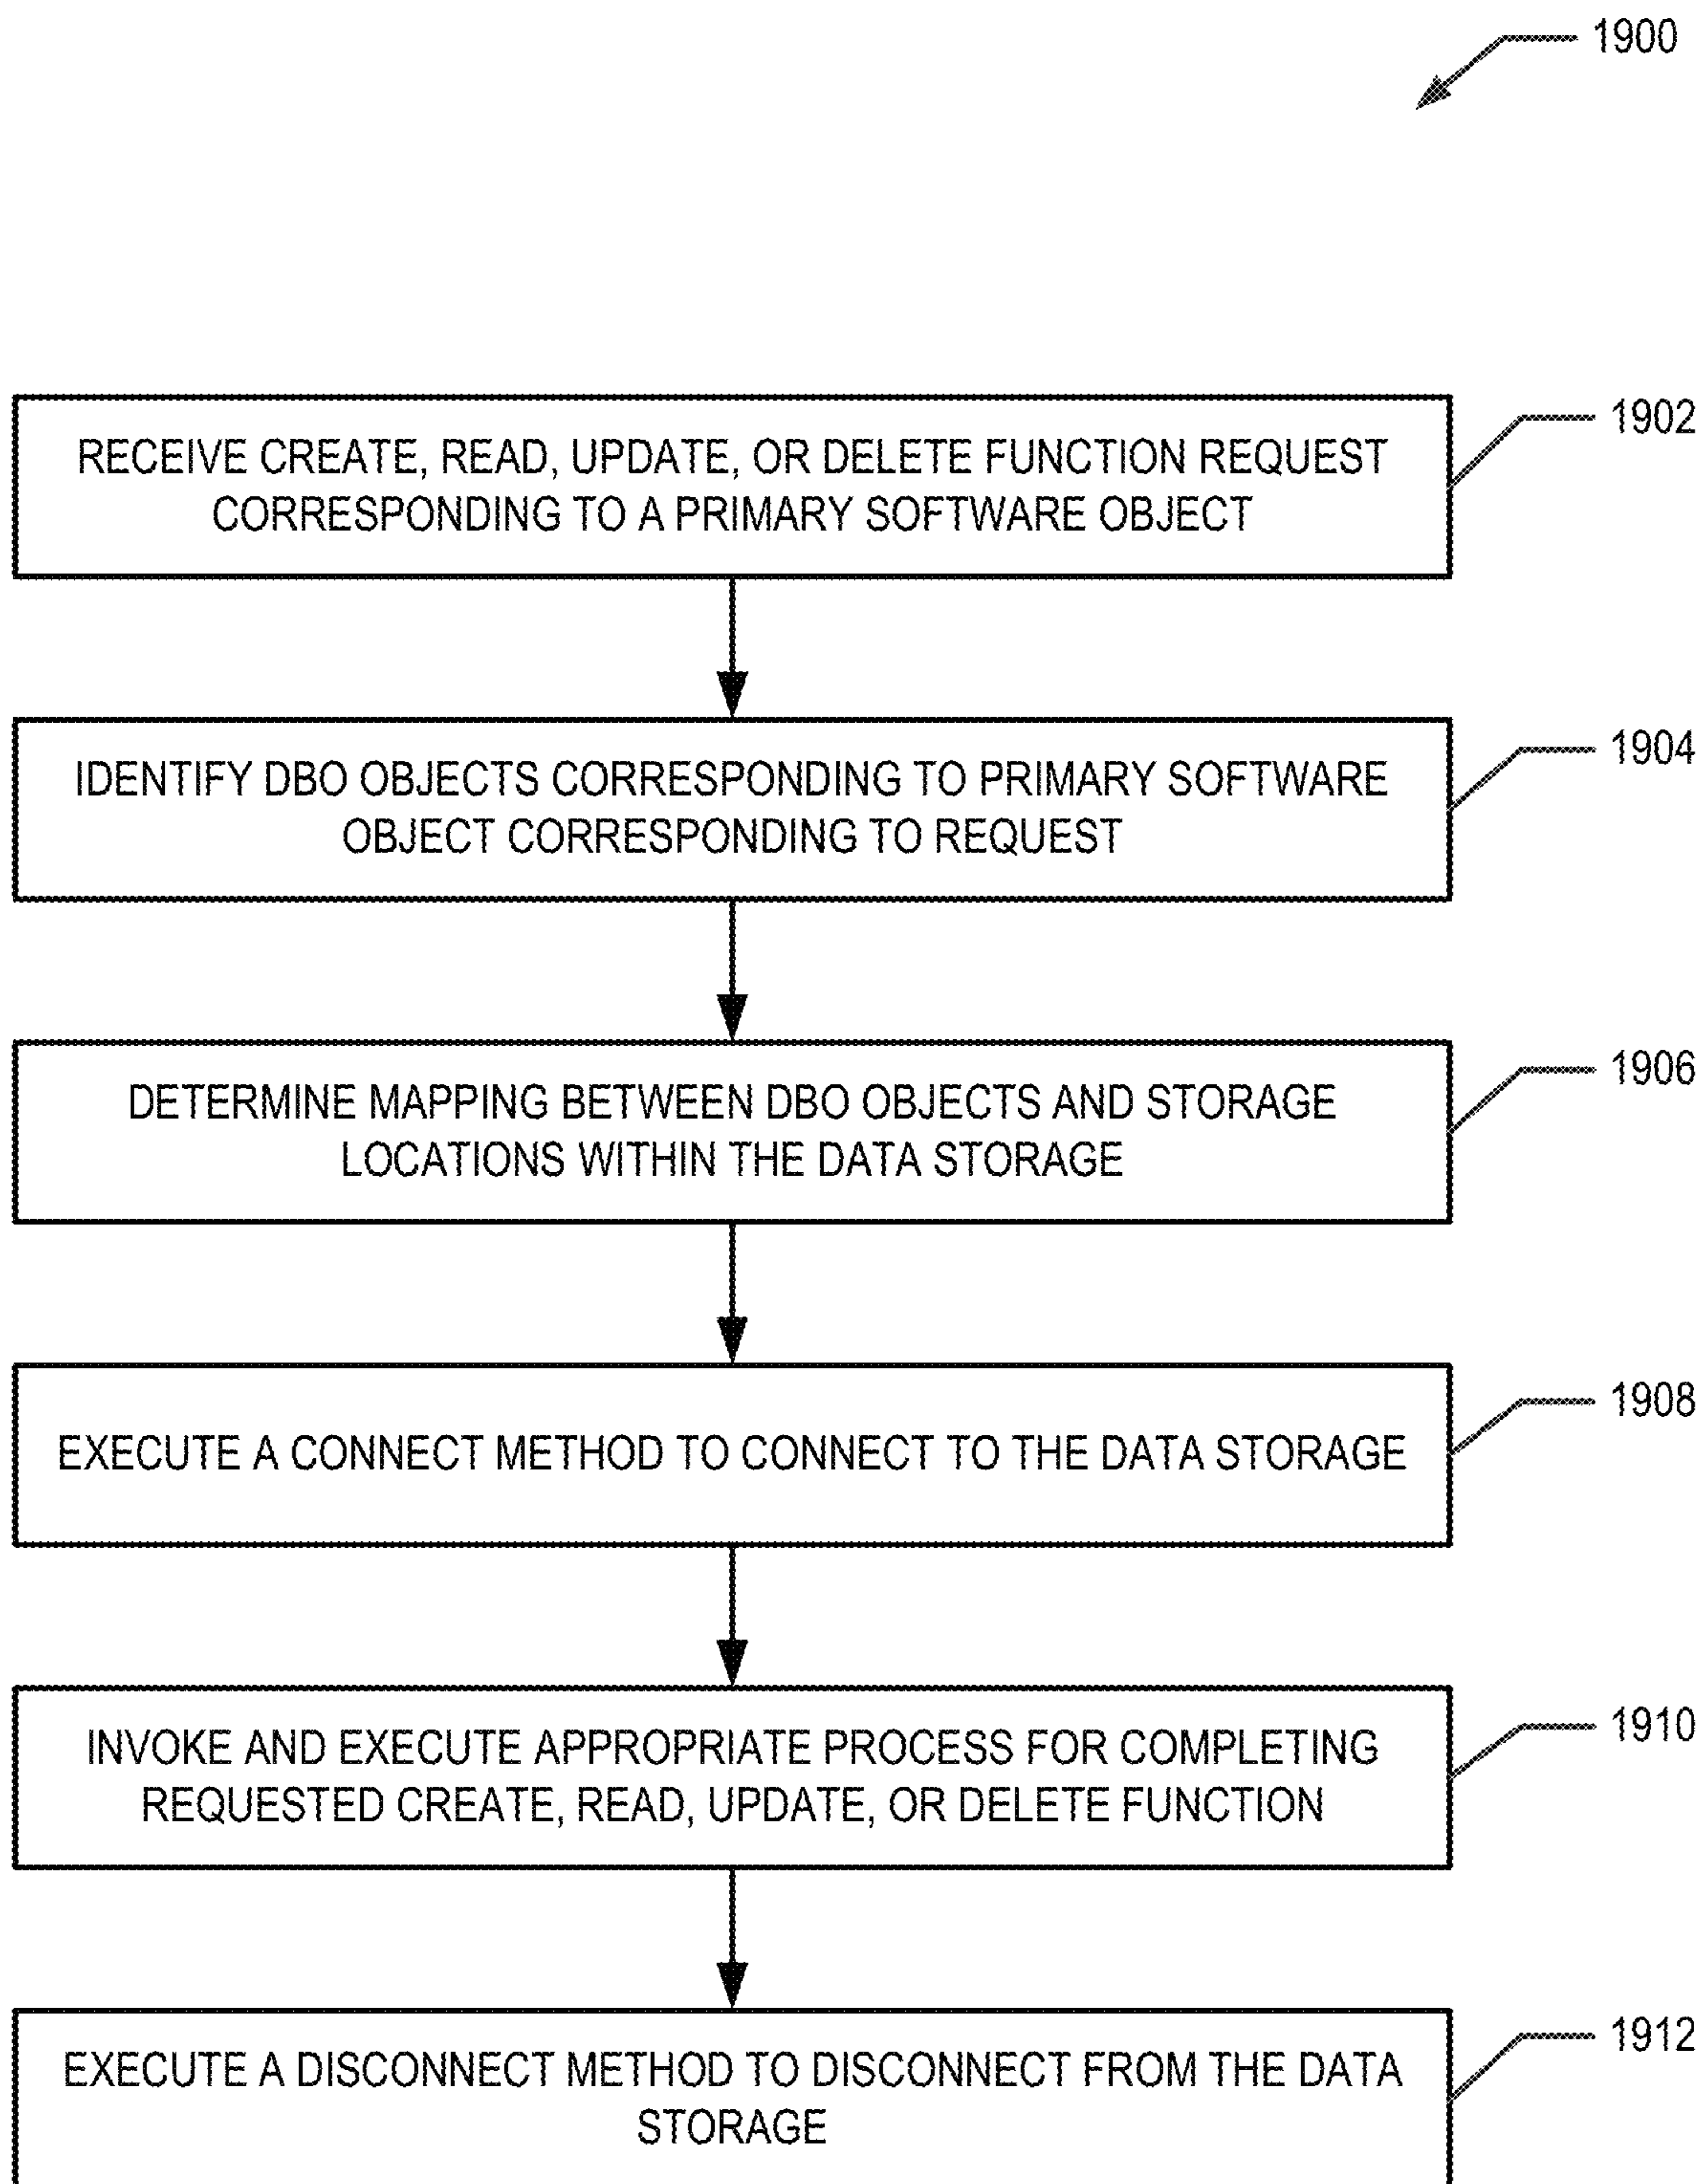 1900
RECEIVE CREATE, READ, UPDATE, OR DELETE FUNCTION REQUEST
CORRESPONDING TO A PRIMARY SOFTWARE OBJECT
1902
IDENTIFY DBO OBJECTS CORRESPONDING TO PRIMARY SOFTWARE
OBJECT CORRESPONDING TO REQUEST
1904
DETERMINE MAPPING BETWEEN DBO OBJECTS AND STORAGE
LOCATIONS WITHIN THE DATA STORAGE
1906
EXECUTE A CONNECT METHOD TO CONNECT TO THE DATA STORAGE
1908
INVOKE AND EXECUTE APPROPRIATE PROCESS FOR COMPLETING
REQUESTED CREATE, READ, UPDATE, OR DELETE FUNCTION
1910
EXECUTE A DISCONNECT METHOD TO DISCONNECT FROM THE DATA
STORAGE
1912